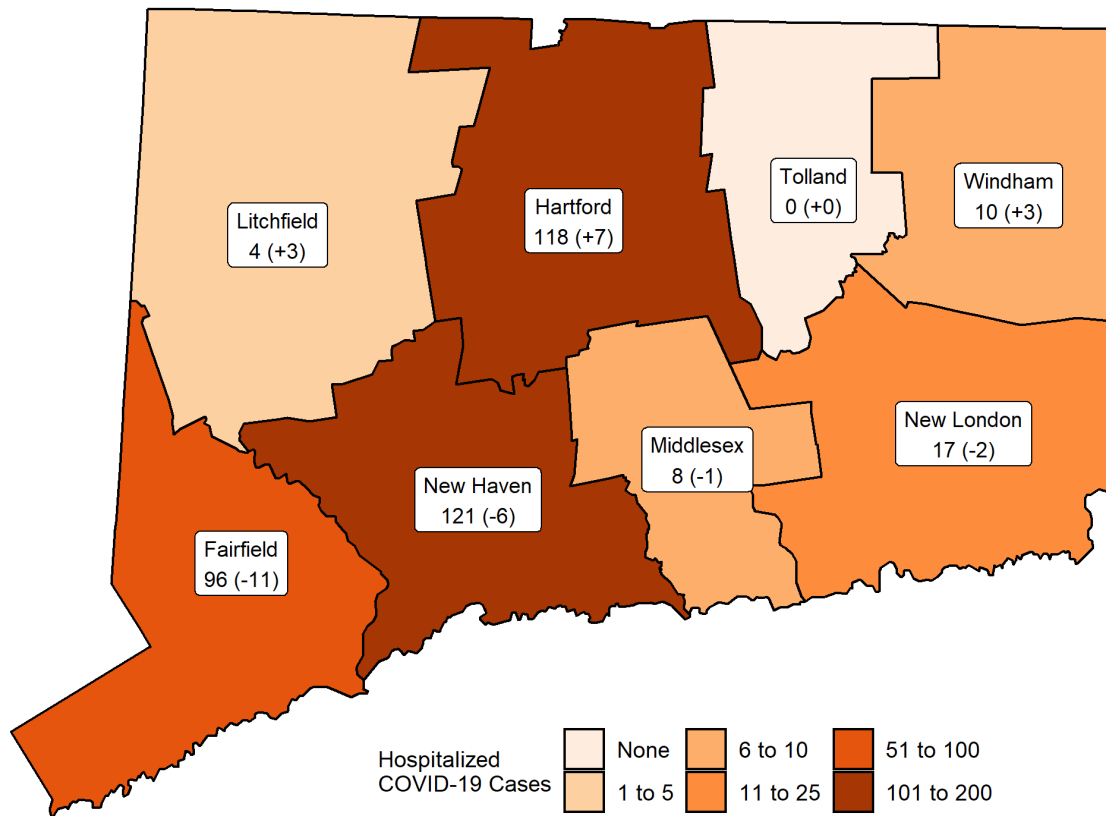 Tolland
0 (+0)
Windham
10 (+3)
Litchfield
4 (+3)
Hartford
118 (+7)
New London
17 (-2)
Middlesex
8 (-1)
New Haven
121 (-6)
Fairfield
96 (-11)
Hospitalized
COVID-19 Cases
None
6 to 10
51 to 100
1 to 5
11 to 25
101 to 200